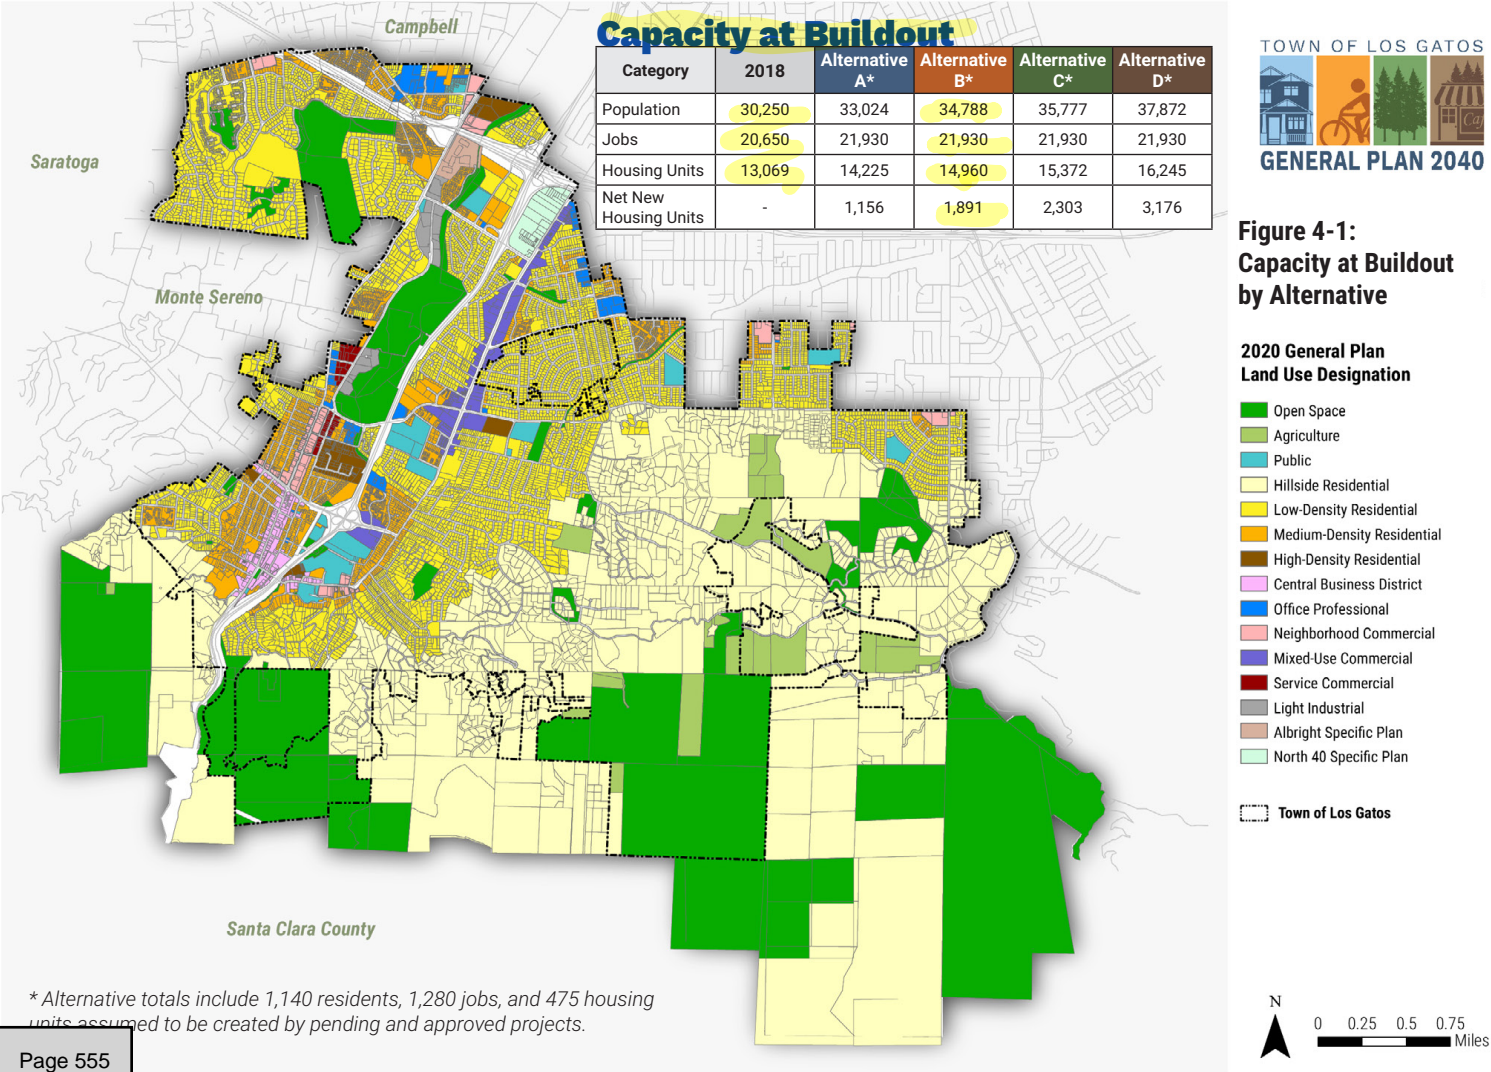 Campbell
Saratoga
Monte Sereno
Santa Clara County
Capacity at Buildout
Category 2018 Alternative A* Alternative B* Alternative C* Alternative D*
Population 30,250 33,024 34,788 35,777 37,872
Jobs 20,650 21,930 21,930 21,930 21,930
Housing Units 13,069 14,225 14,960 15,372 16,245
Net New Housing Units - 1,156 1,891 2,303 3,176
* Alternative totals include 1,140 residents, 1,280 jobs, and 475 housing
units assumed to be created by pending and approved projects.
Page 555
TOWN OF LOS GATOS
Caf
GENERAL PLAN 2040
Figure 4-1:
Capacity at Buildout
by Alternative
2020 General Plan
Land Use Designation
Open Space
Agriculture
Public
Hillside Residential
Low-Density Residential
Medium-Density Residential
High-Density Residential
Central Business District
Office Professional
Neighborhood Commercial
Mixed-Use Commercial
Service Commercial
Light Industrial
Albright Specific Plan
North 40 Specific Plan
Town of Los Gatos
N
0 0.25 0.5 0.75
Miles